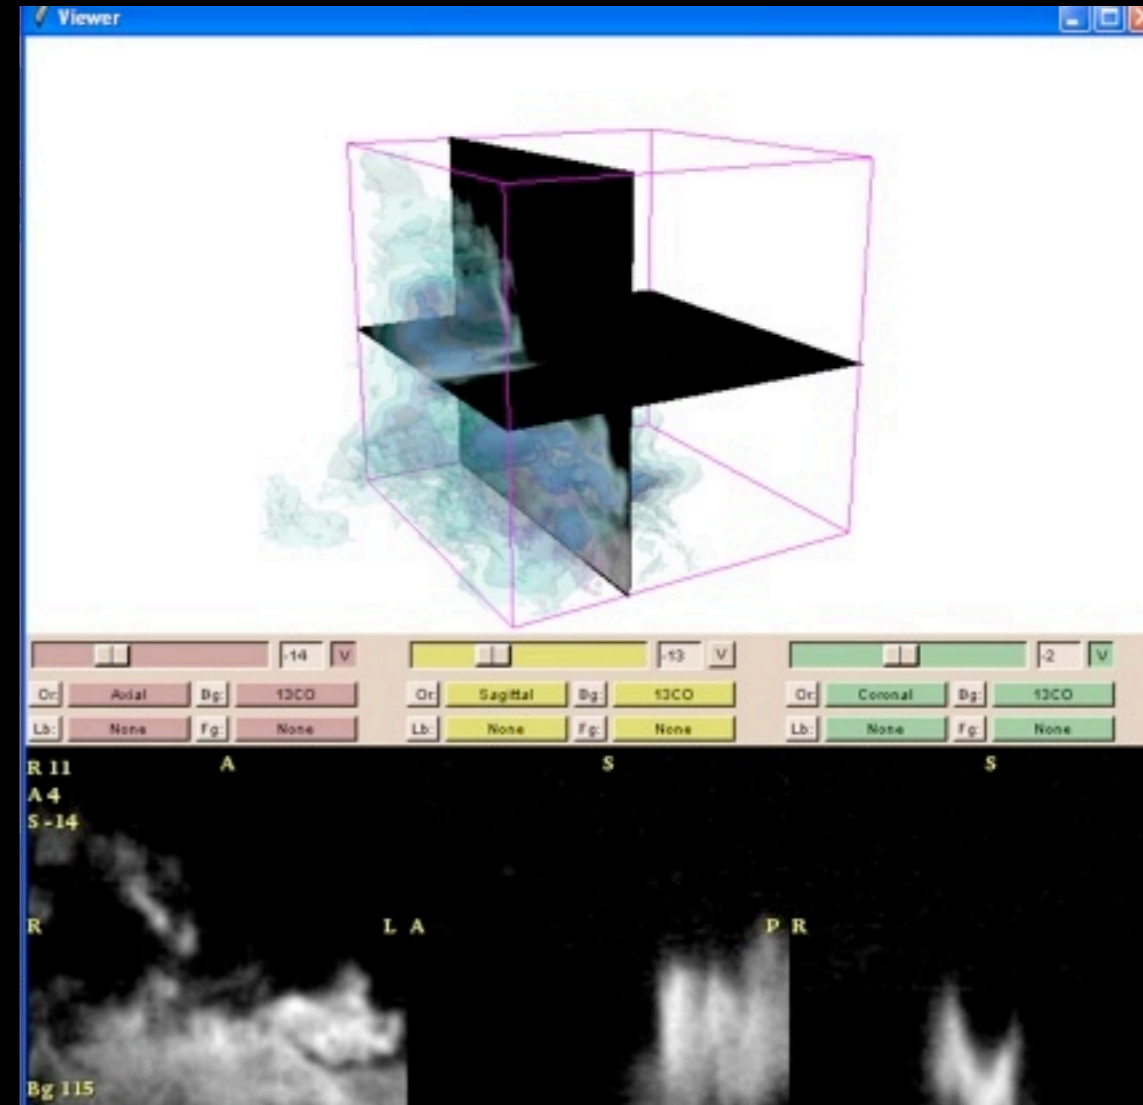 Viewer
-14 V -13 V -2 V
Or: Axial Bg: 13CO Or: Sagittal Bg: 13CO Or: Coronal Bg: 13CO
Lb: None Fg: None Lb: None Fg: None Lb: None Fg: None
R 11 A S S
A 4
S -14
R L A P R
Bg 115